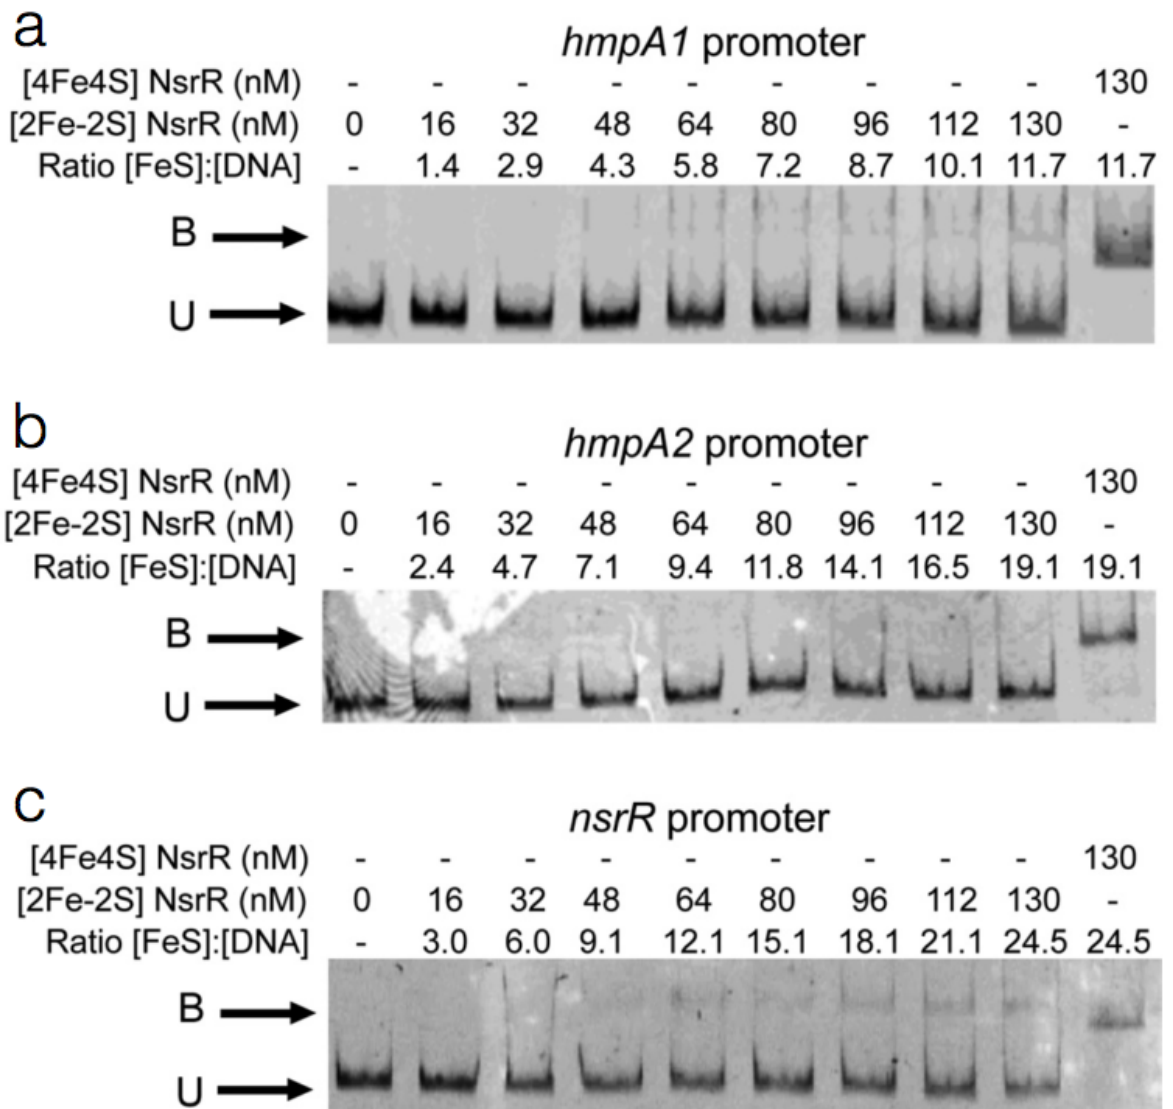 a
hmpA1 promoter
[4Fe4S] NsrR (nM) - - - - - - - - - 130
[2Fe-2S] NsrR (nM) 0 16 32 48 64 80 96 112 130 -
Ratio [FeS]:[DNA] - 1.4 2.9 4.3 5.8 7.2 8.7 10.1 11.7 11.7
B
U
b
hmpA2 promoter
[4Fe4S] NsrR (nM) - - - - - - - - - 130
[2Fe-2S] NsrR (nM) 0 16 32 48 64 80 96 112 130 -
Ratio [FeS]:[DNA] - 2.4 4.7 7.1 9.4 11.8 14.1 16.5 19.1 19.1
B
U
c
nsrR promoter
[4Fe4S] NsrR (nM) - - - - - - - - - 130
[2Fe-2S] NsrR (nM) 0 16 32 48 64 80 96 112 130 -
Ratio [FeS]:[DNA] - 3.0 6.0 9.1 12.1 15.1 18.1 21.1 24.5 24.5
B
U